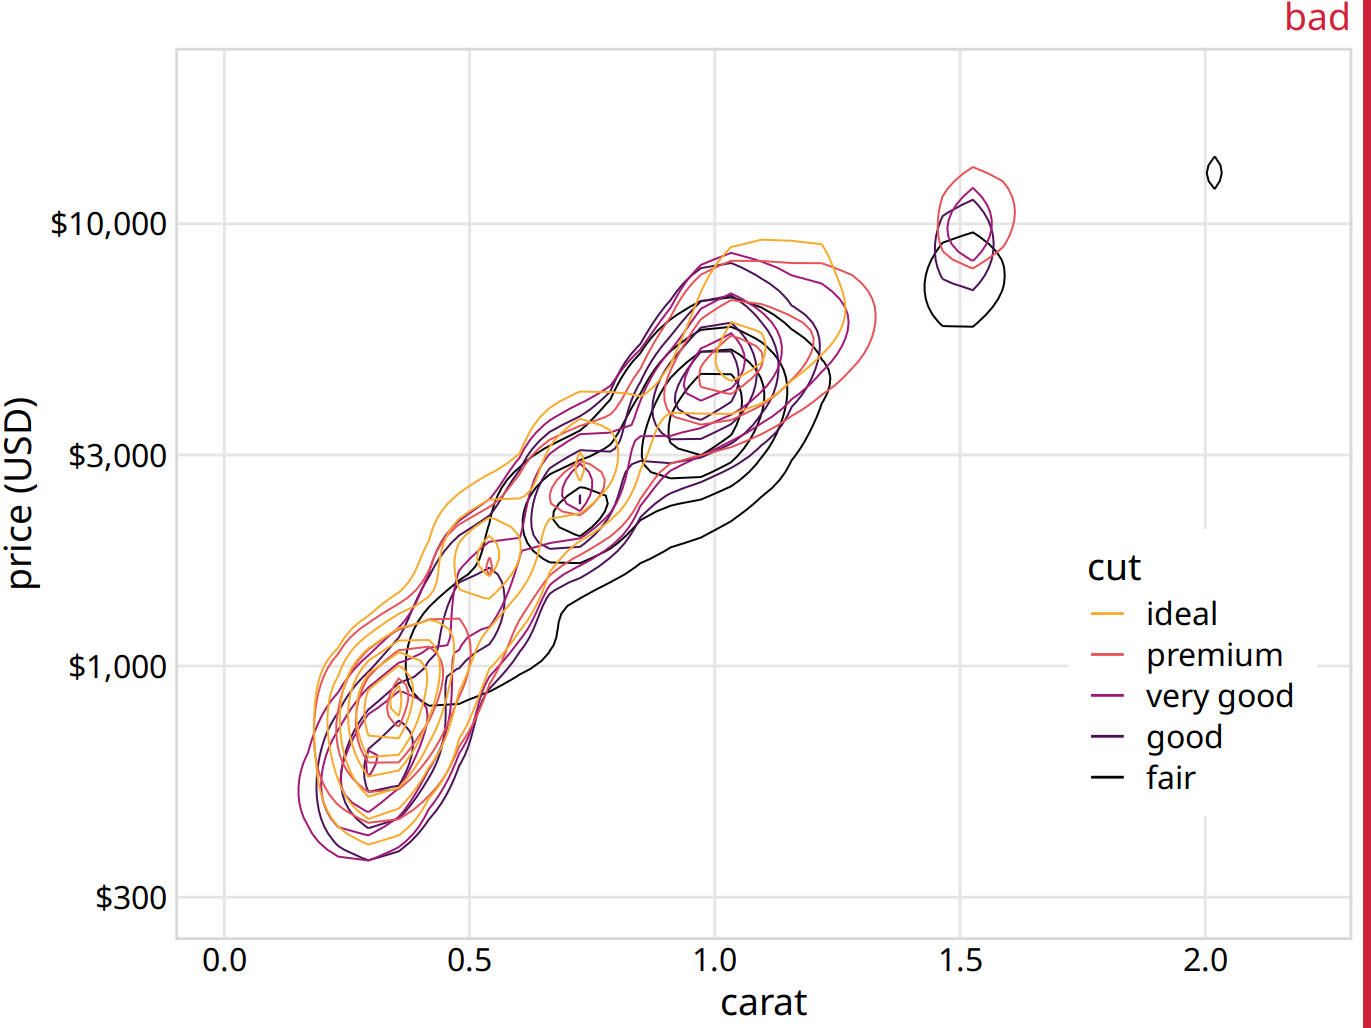 bad
$10,000
$3,000
$1,000
$300
price (USD)
cut
ideal
premium
very good
good
fair
0.0 0.5 1.0 1.5 2.0
carat